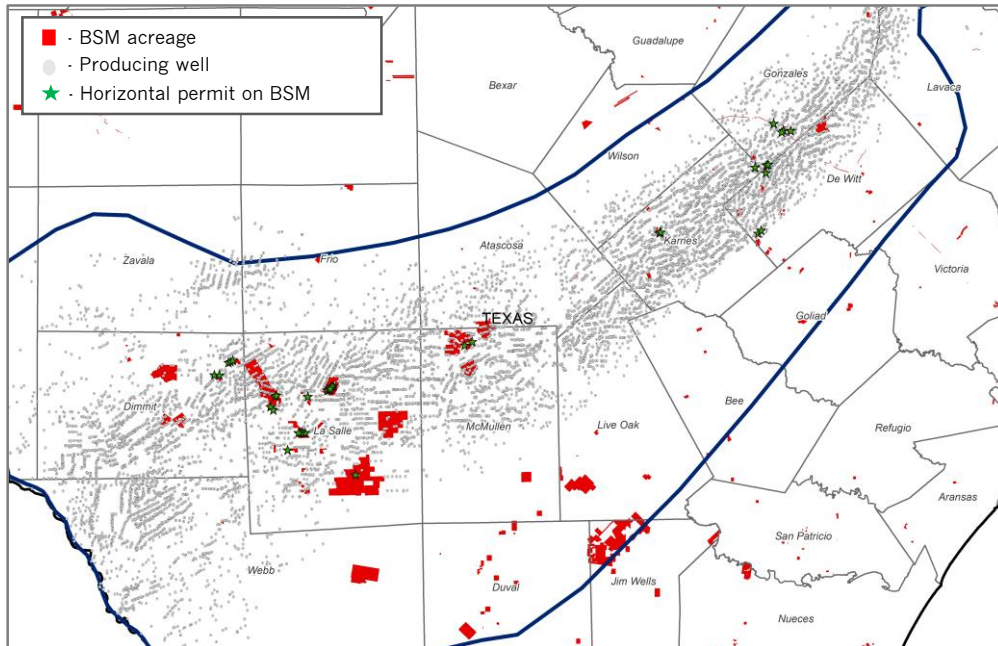 - BSM acreage
- Producing well
- Horizontal permit on BSM
Guadalupe
Bexar
Gonzales
Lavaca
Wilson
De Witt
Karnes
Atascosa
Zavala
Frio
Victoria
Goliad
TEXAS
Dimmit
La Salle
McMullen
Live Oak
Bee
Refugio
Aransas
San Patricio
Webb
Duval
Jim Wells
Nueces